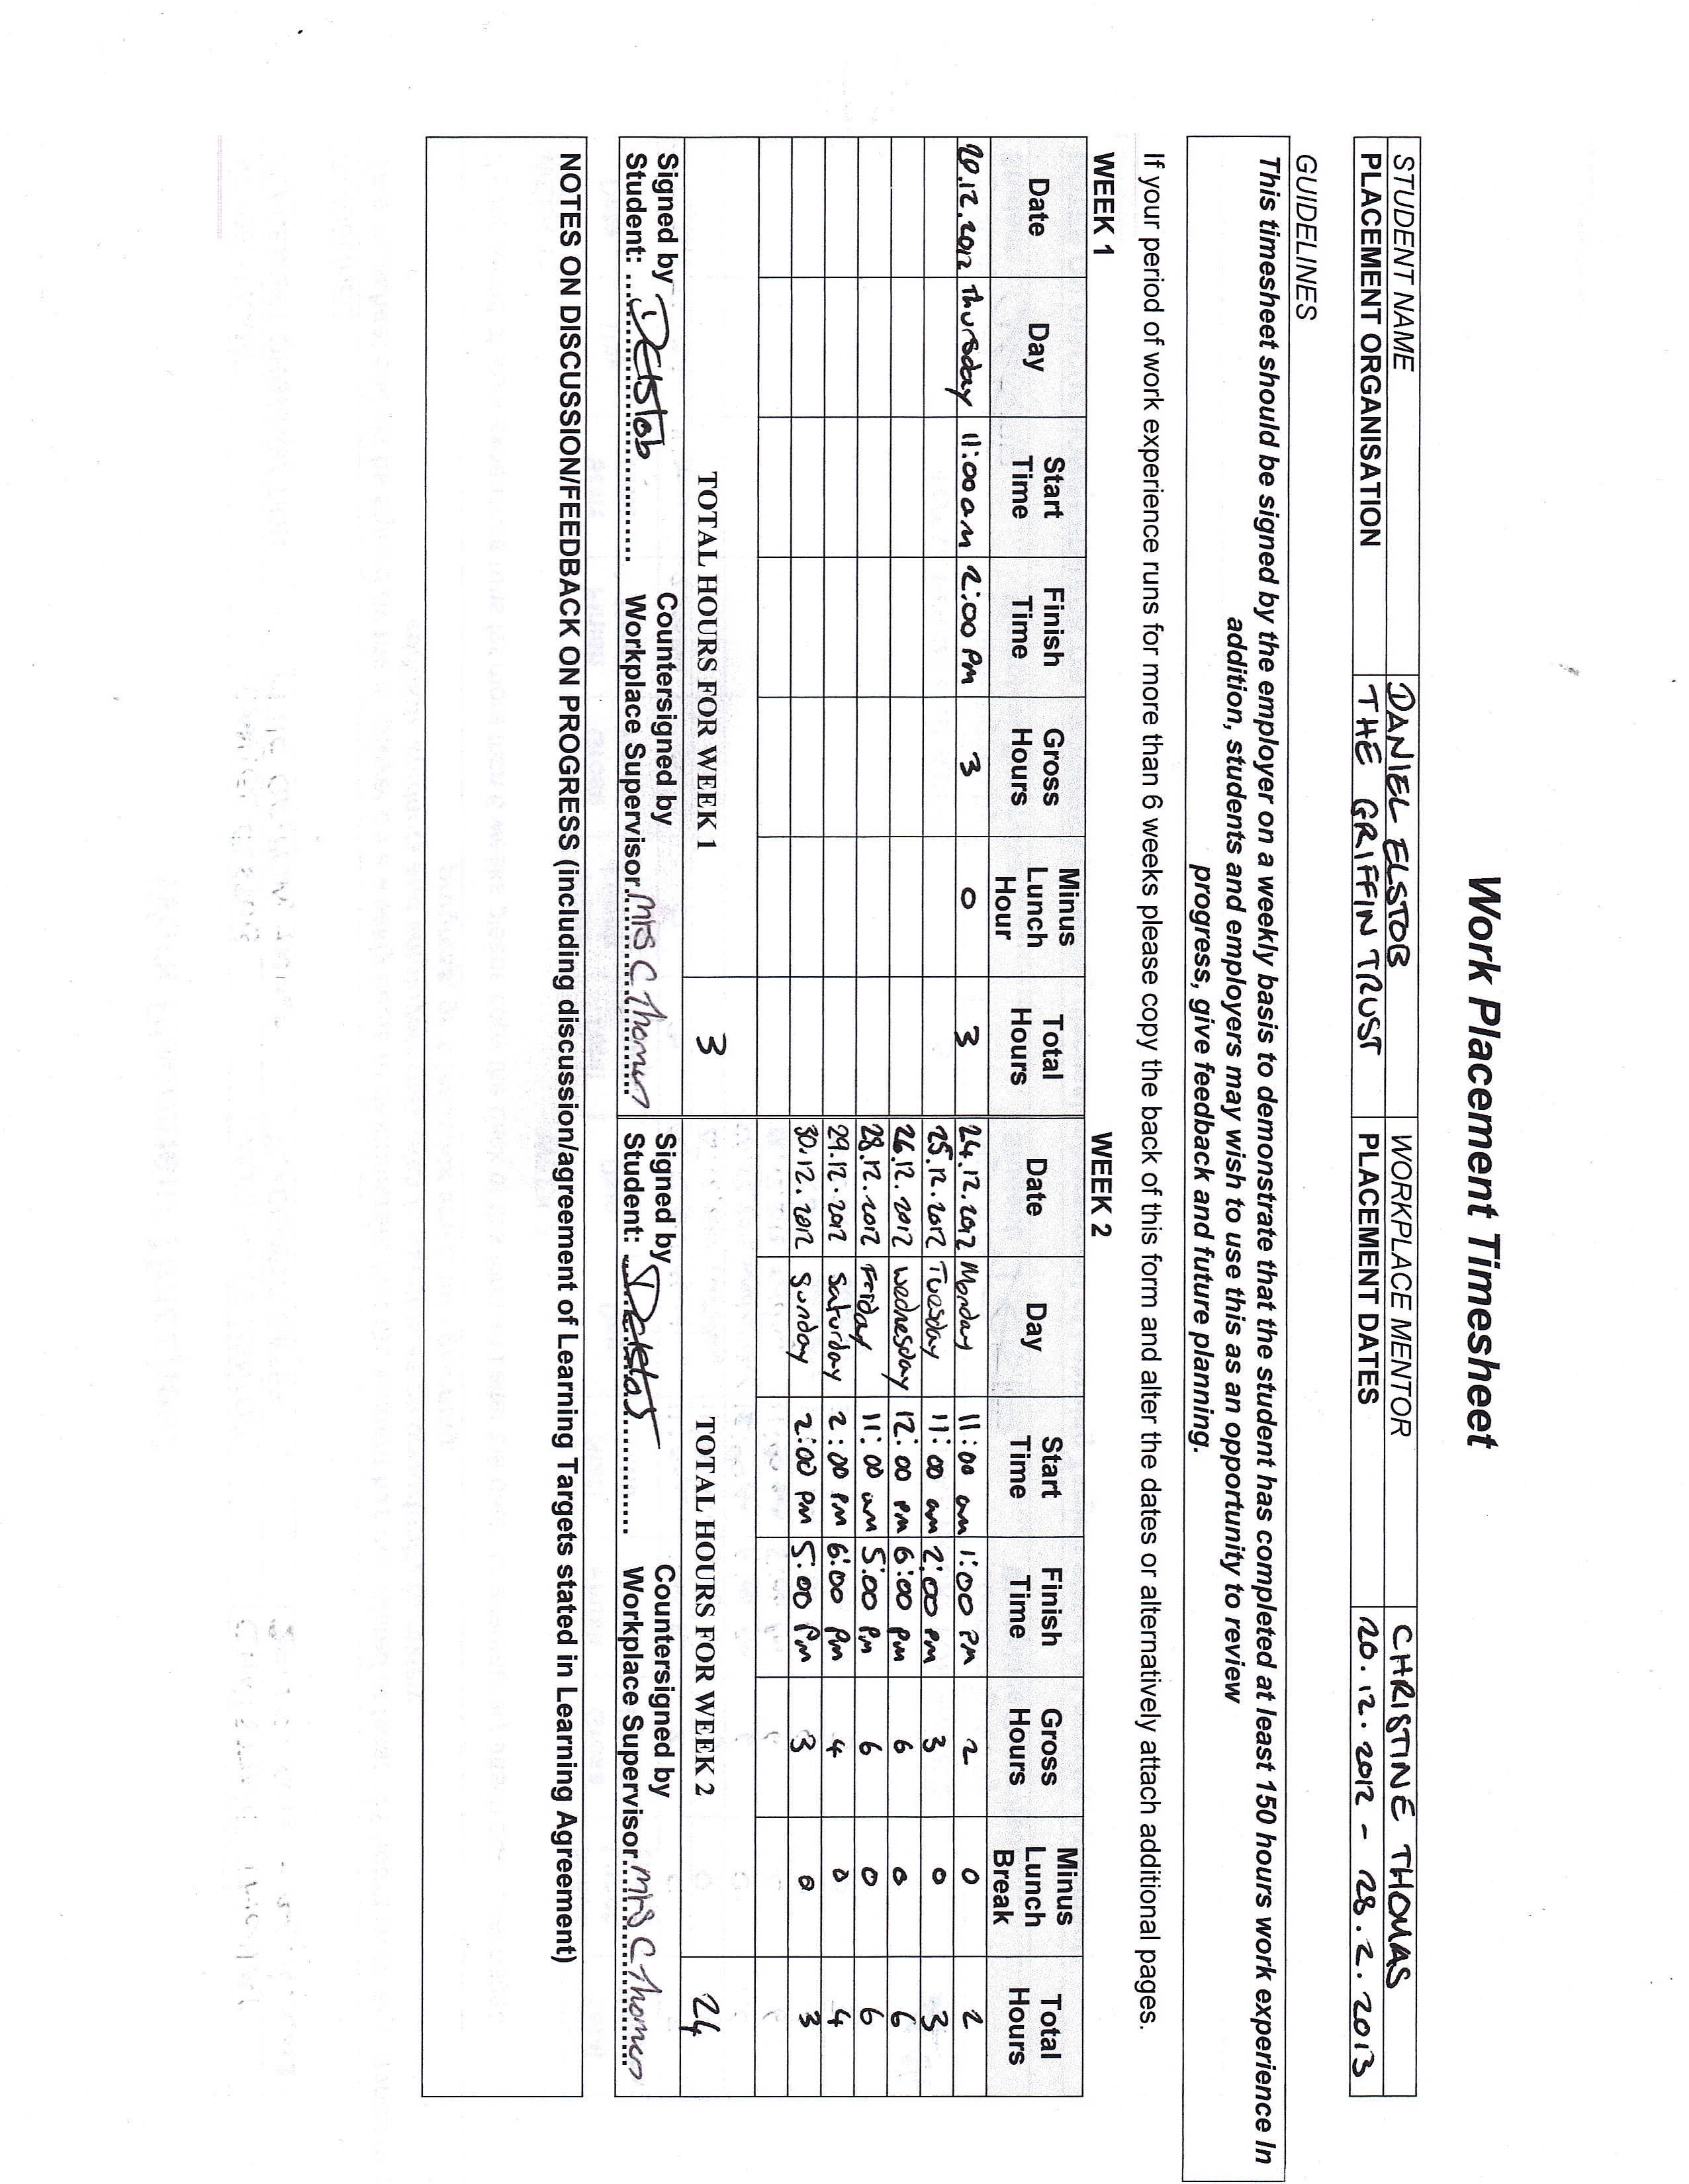 Work Placement Timesheet
STUDENT NAME DANIEL ELSTOB WORKPLACE MENTOR CHRISTINE THOMAS
PLACEMENT ORGANISATION THE GRIFFIN TRUST PLACEMENT DATES 20.12.2012 - 28.2.2013
GUIDELINES
This timesheet should be signed by the employer on a weekly basis to demonstrate that the student has completed at least 150 hours work experience In
addition, students and employers may wish to use this as an opportunity to review
progress, give feedback and future planning.
If your period of work experience runs for more than 6 weeks please copy the back of this form and alter the dates or alternatively attach additional pages.
WEEK 1
Date Day Start Time Finish Time Gross Hours Minus Lunch Hour Total Hours
20.12.2012 Thursday 11:00am 2:00 Pm 3 0 3
TOTAL HOURS FOR WEEK 1 3
Signed by Student: DElstob Countersigned by Workplace Supervisor Mrs C Thomas
WEEK 2
Date Day Start Time Finish Time Gross Hours Minus Lunch Break Total Hours
24.12.2012 Monday 11:00 am 1:00 PM 2 0 2
25.12.2012 Tuesday 11:00 am 2:00 PM 3 0 3
26.12.2012 Wednesday 12:00 PM 6:00 PM 6 0 6
28.12.2012 Friday 11:00 am 5:00 Pm 6 0 6
29.12.2012 Saturday 2:00 PM 6:00 Pm 4 0 4
30.12.2012 Sunday 2:00 PM 5:00 Pm 3 0 3
TOTAL HOURS FOR WEEK 2 24
Signed by Student: Countersigned by Workplace Supervisor Mrs C Thomas
NOTES ON DISCUSSION/FEEDBACK ON PROGRESS (including discussion/agreement of Learning Targets stated in Learning Agreement)